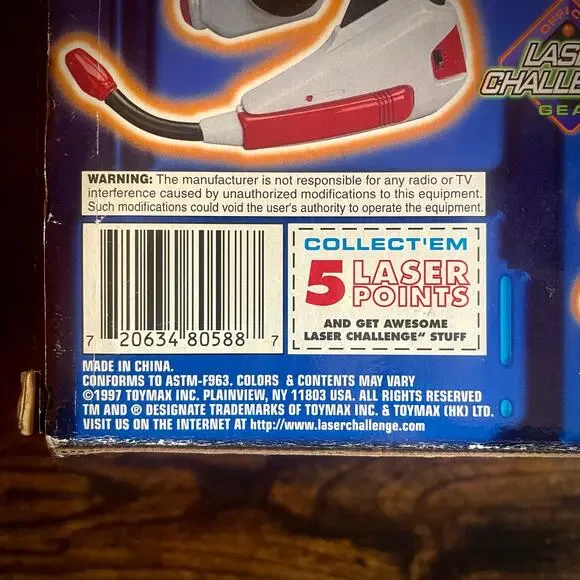 OFFIC
LAS
CHALLE
GEA
WARNING: The manufacturer is not responsible for any radio or TV
interference caused by unauthorized modifications to this equipment.
Such modifications could void the user's authority to operate the equipment.
COLLECT'EM
5 LASER
POINTS
AND GET AWESOME
LASER CHALLENGE™ STUFF
7 20634 80588 7
MADE IN CHINA.
CONFORMS TO ASTM-F963. COLORS & CONTENTS MAY VARY
©1997 TOYMAX INC. PLAINVIEW, NY 11803 USA. ALL RIGHTS RESERVED
TM AND ® DESIGNATE TRADEMARKS OF TOYMAX INC. & TOYMAX (HK) LTD.
VISIT US ON THE INTERNET AT http://www.laserchallenge.com